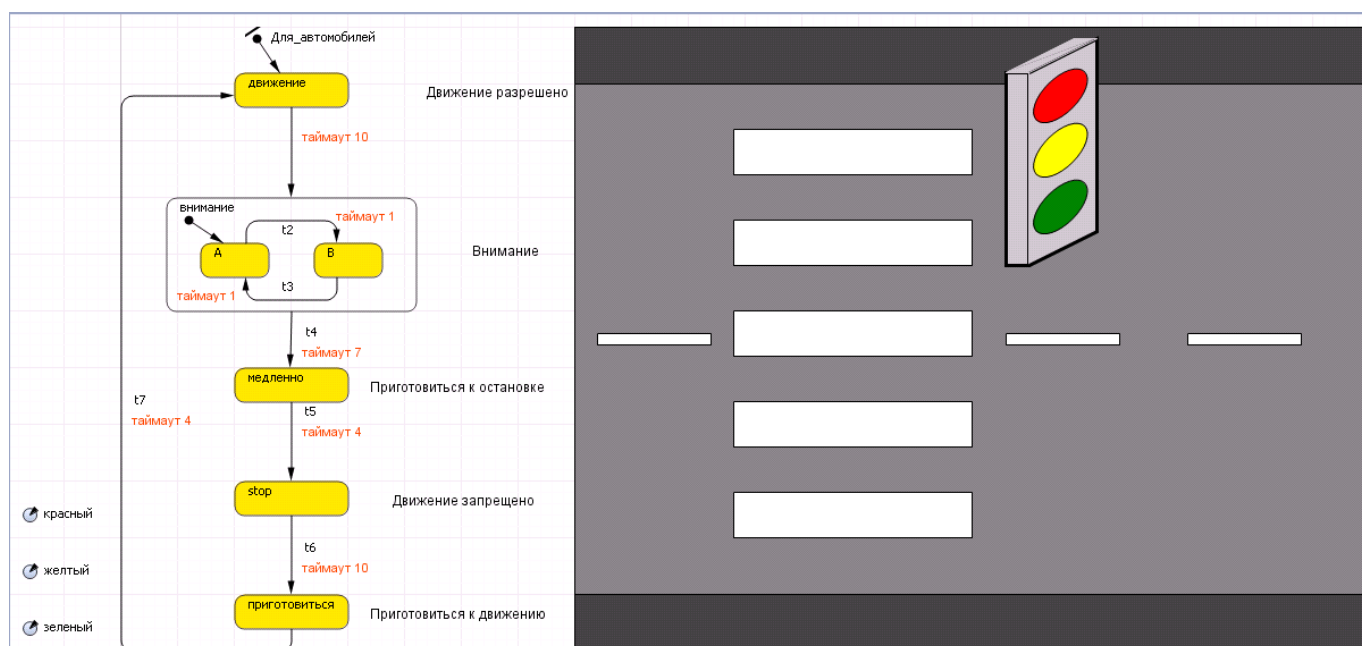 Для_автомобилей
движение
Движение разрешено
таймаут 10
внимание
таймаут 1
t2
A
B
Внимание
t3
таймаут 1
t4
таймаут 7
медленно
Приготовиться к остановке
t7
таймаут 4
t5
таймаут 4
stop
Движение запрещено
красный
t6
таймаут 10
желтый
приготовиться
Приготовиться к движению
зеленый